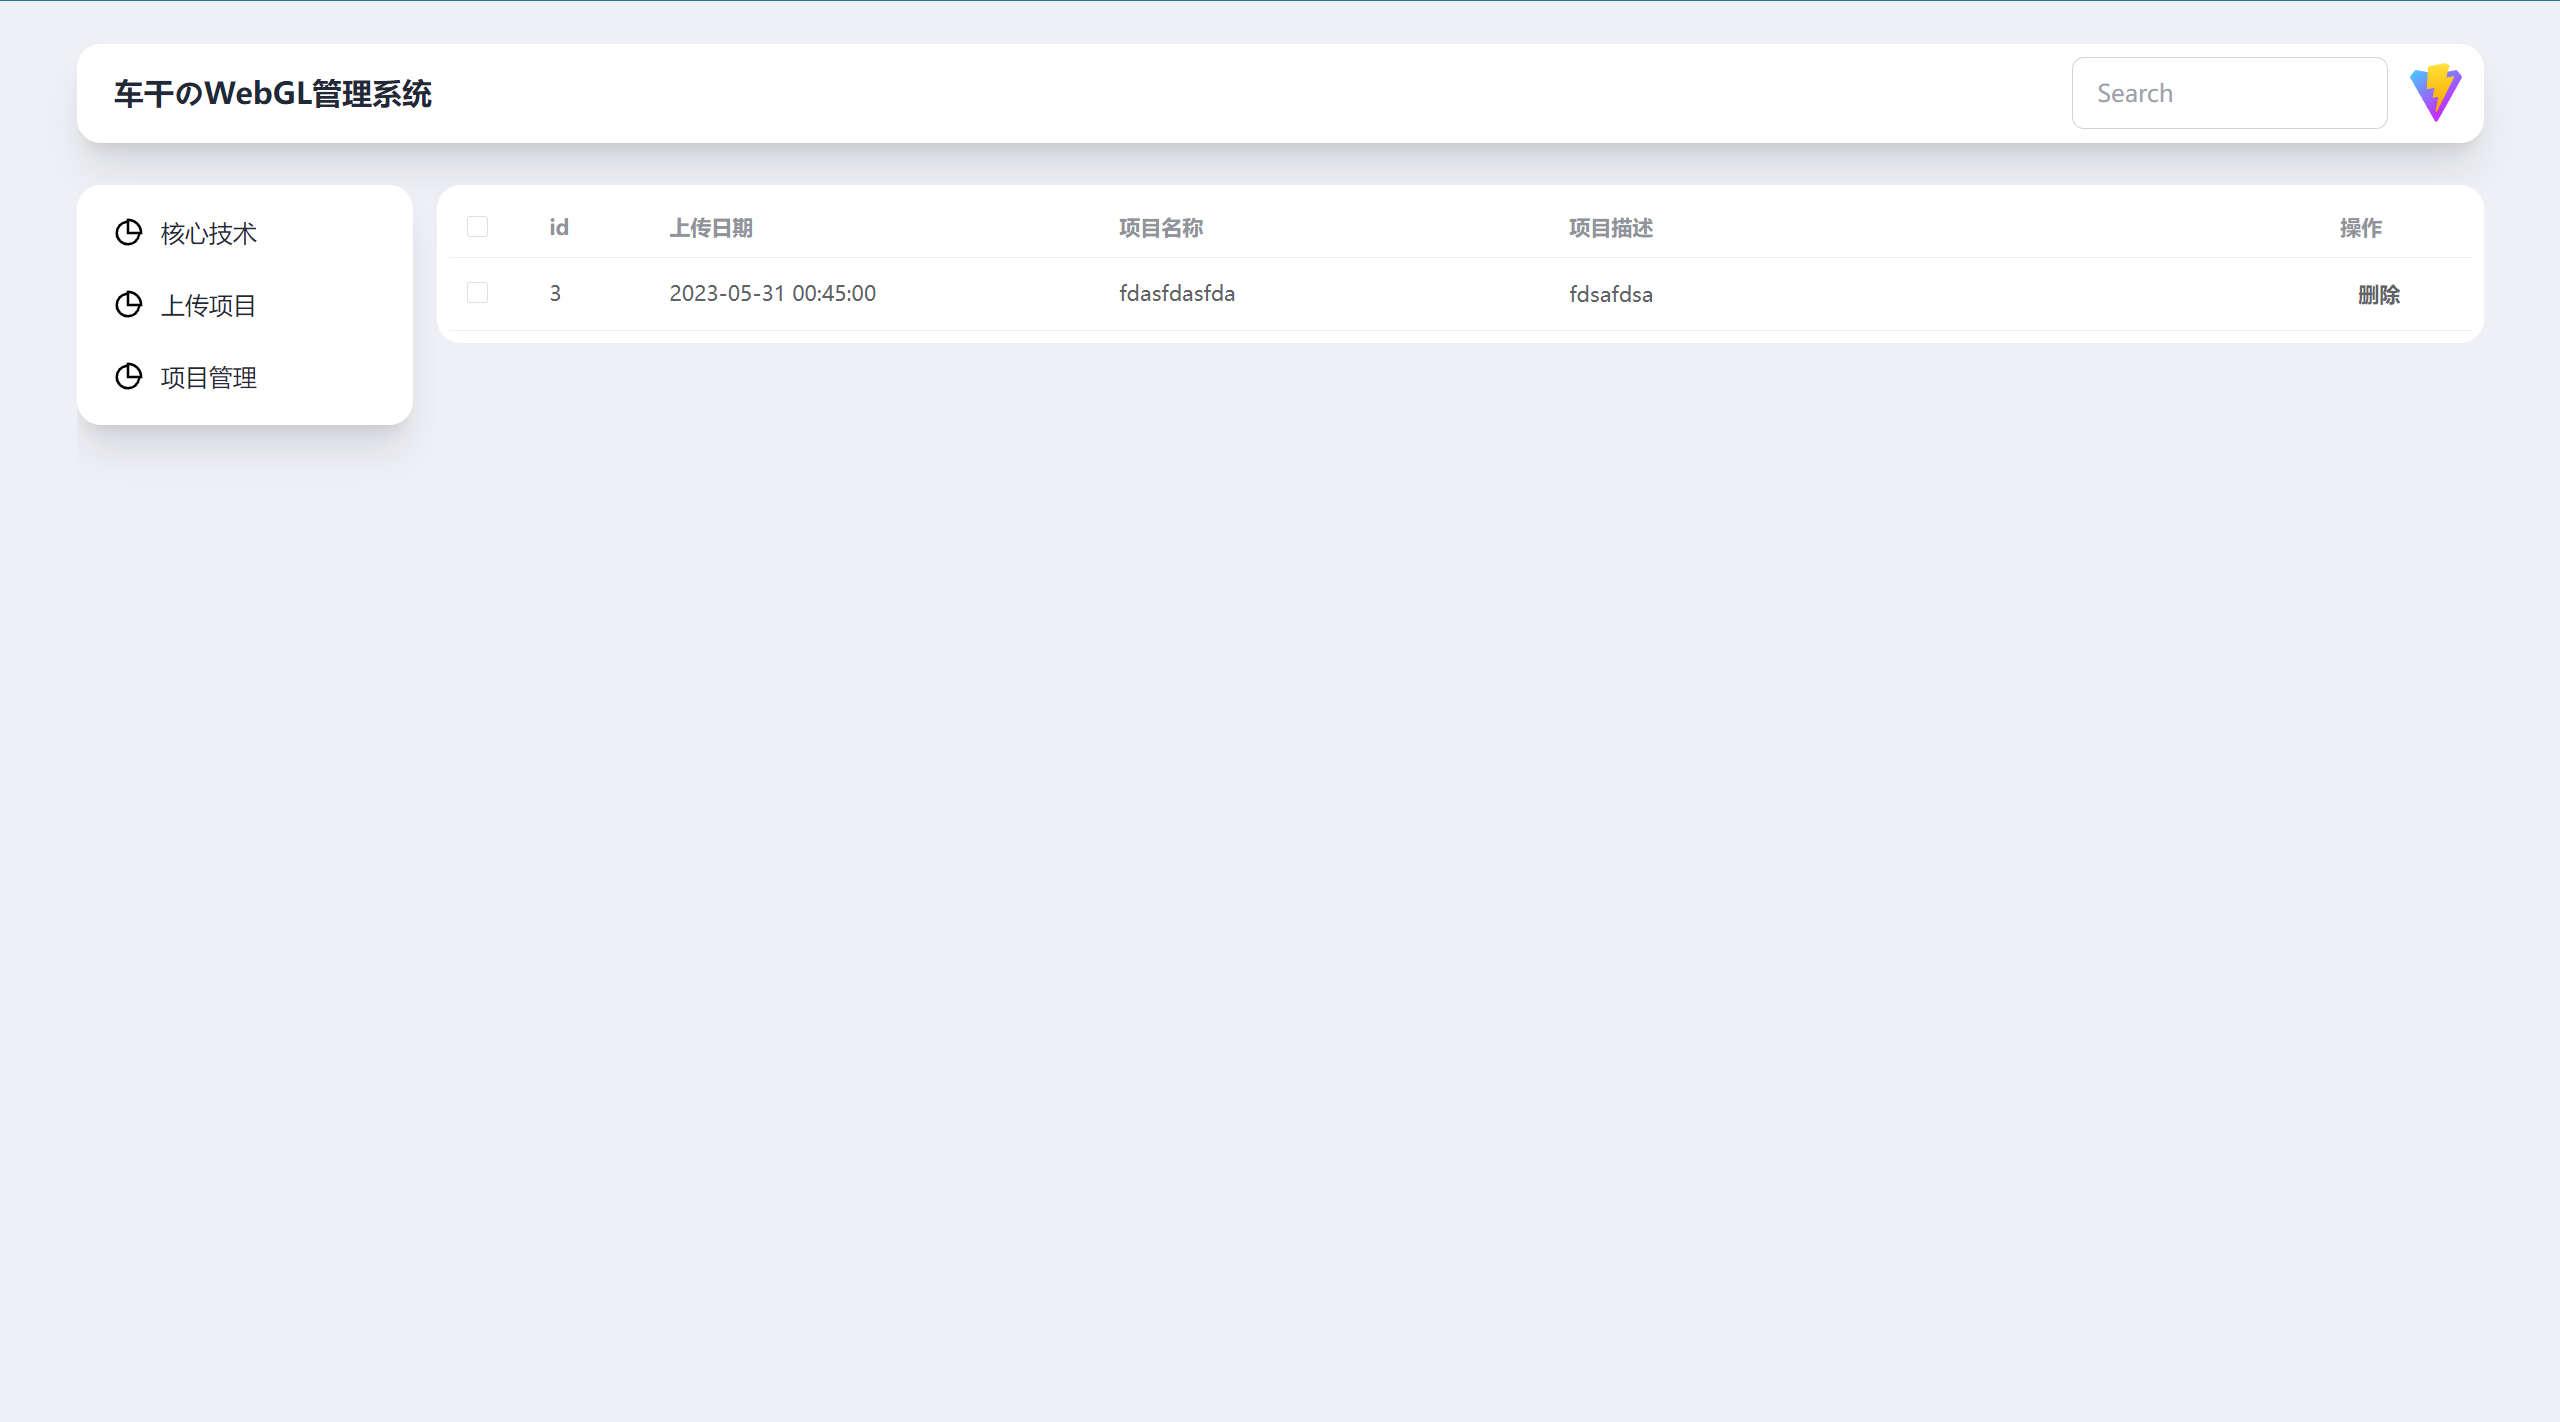 车干のWebGL管理系统
Search
核心技术
上传项目
项目管理
id 上传日期 项目名称 项目描述 操作
3 2023-05-31 00:45:00 fdasfdasfda fdsafdsa 删除